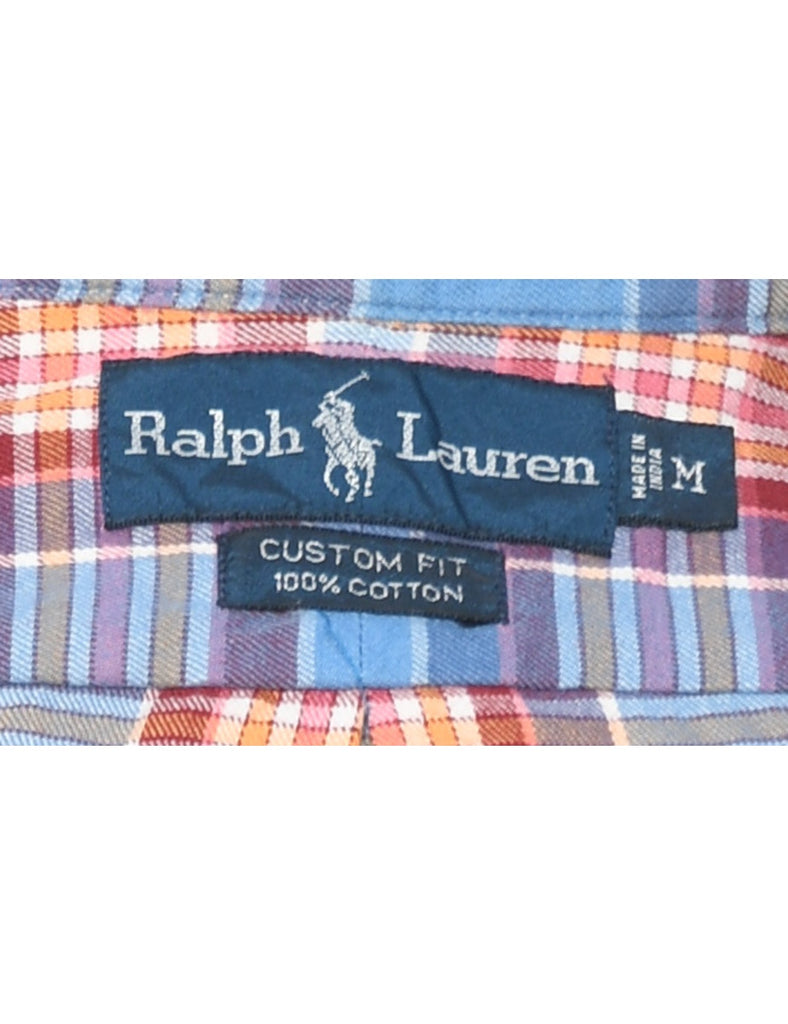 Ralph Lauren
MADE IN
INDIA
M
CUSTOM FIT
100% COTTON